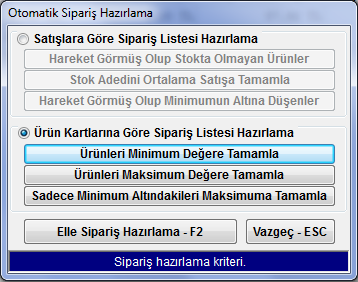 Otomatik Sipariş Hazırlama
Satışlara Göre Sipariş Listesi Hazırlama
Hareket Görmüş Olup Stokta Olmayan Ürünler
Stok Adedini Ortalama Satışa Tamamla
Hareket Görmüş Olup Minimumun Altına Düşenler
Ürün Kartlarına Göre Sipariş Listesi Hazırlama
Ürünleri Minimum Değere Tamamla
Ürünleri Maksimum Değere Tamamla
Sadece Minimum Altındakileri Maksimuma Tamamla
Elle Sipariş Hazırlama - F2
Vazgeç - ESC
Sipariş hazırlama kriteri.